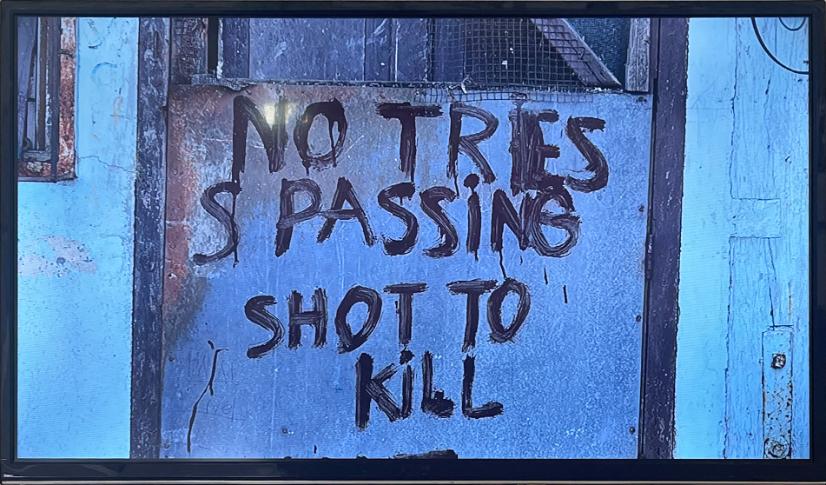 NO TRES
S PASSING
SHOT TO
KiLL